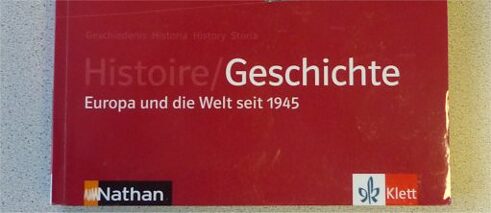 Geschiedenis Historia History Storia
Histoire/Geschichte
Europa und die Welt seit 1945
Nathan
Klett